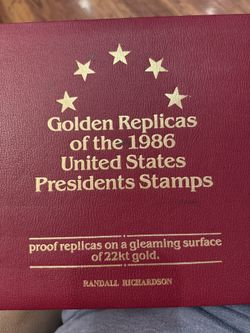 Golden Replicas
of the 1986
United States
Presidents Stamps
proof replicas on a gleaming surface
of 22kt gold.
RANDALL RICHARDSON